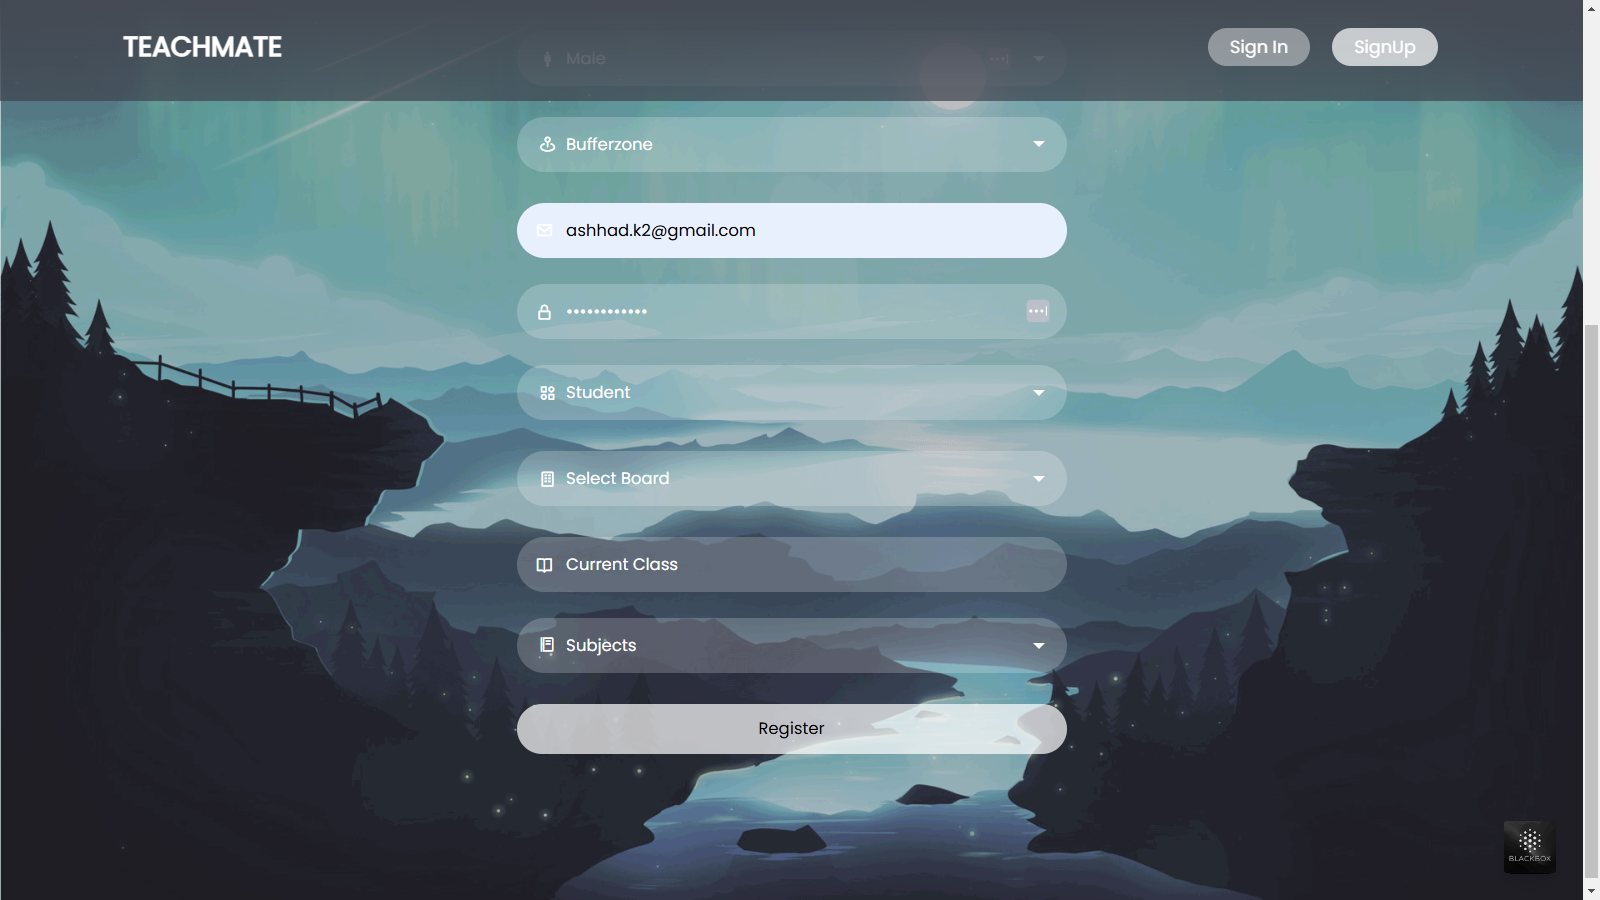 TEACHMATE
Sign In
SignUp
Male
Bufferzone
ashhad.k2@gmail.com
••••••••••••
Student
Select Board
Current Class
Subjects
Register
BLACKBOX